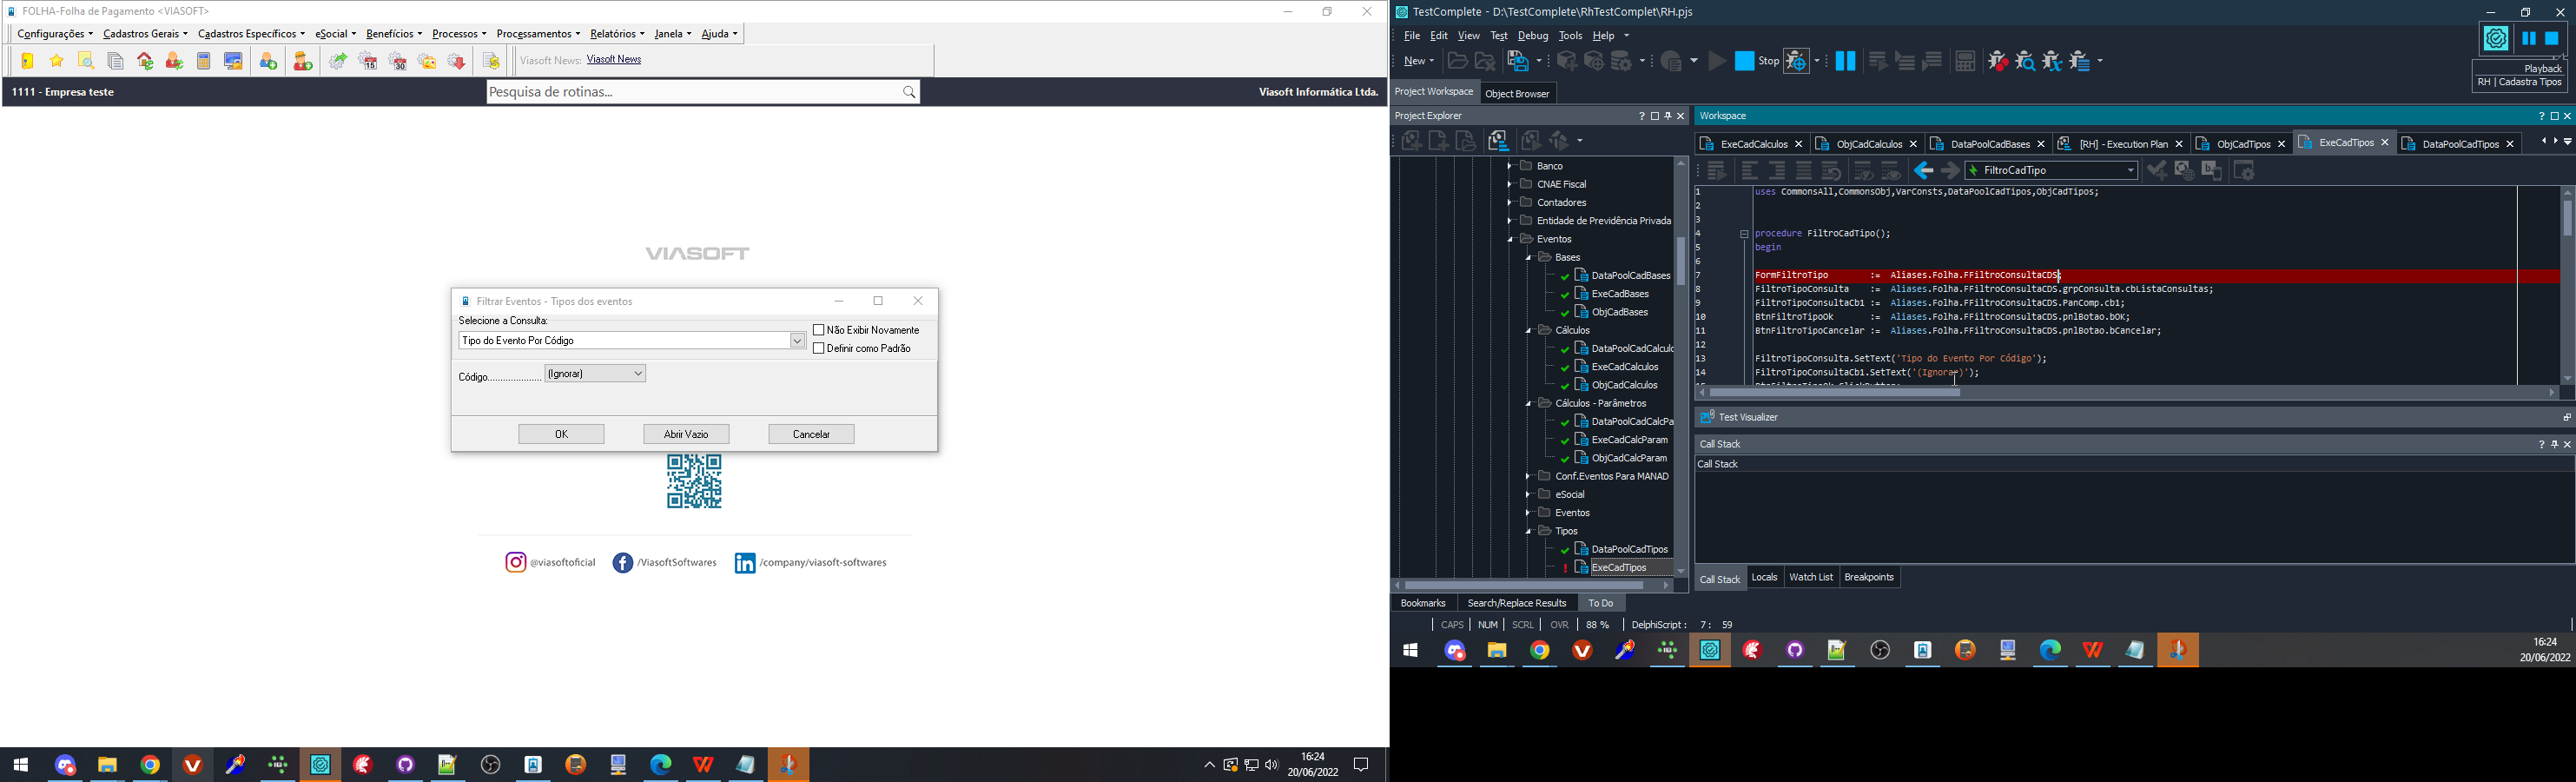 FOLHA-Folha de Pagamento <VIASOFT>
Configurações Cadastros Gerais Cadastros Específicos eSocial Benefícios Processos Processamentos Relatórios Janela Ajuda
15 30 Viasoft News: Viasoft News
1111 - Empresa teste Pesquisa de rotinas... Viasoft Informática Ltda.
VIASOFT
Filtrar Eventos - Tipos dos eventos
Selecione a Consulta:
Tipo do Evento Por Código
Não Exibir Novamente
Definir como Padrão
Código.................... (Ignorar)
OK Abrir Vazio Cancelar
@viasoftoficial /ViasoftSoftwares /company/viasoft-softwares
16:24
20/06/2022
TestComplete - D:\TestComplete\RhTestComplet\RH.pjs
File Edit View Test Debug Tools Help
New Stop
Playback
RH | Cadastra Tipos
Project Workspace Object Browser
Project Explorer
Banco
CNAE Fiscal
Contadores
Entidade de Previdência Privada
Eventos
Bases
DataPoolCadBases
ExeCadBases
ObjCadBases
Cálculos
DataPoolCadCalculc
ExeCadCalculos
ObjCadCalculos
Cálculos - Parâmetros
DataPoolCadCalcPa
ExeCadCalcParam
ObjCadCalcParam
Conf.Eventos Para MANAD
eSocial
Eventos
Tipos
DataPoolCadTipos
ExeCadTipos
Bookmarks Search/Replace Results To Do
Workspace
ExeCadCalculos ObjCadCalculos DataPoolCadBases [RH] - Execution Plan ObjCadTipos ExeCadTipos DataPoolCadTipos
FiltroCadTipo
1 uses CommonsAll,CommonsObj,VarConsts,DataPoolCadTipos,ObjCadTipos;
2
3
4 procedure FiltroCadTipo();
5 begin
6
7 FormFiltroTipo := Aliases.Folha.FFiltroConsultaCDS;
8 FiltroTipoConsulta := Aliases.Folha.FFiltroConsultaCDS.grpConsulta.cbListaConsultas;
9 FiltroTipoConsultaCb1 := Aliases.Folha.FFiltroConsultaCDS.PanComp.cb1;
10 BtnFiltroTipoOk := Aliases.Folha.FFiltroConsultaCDS.pnlBotao.bOK;
11 BtnFiltroTipoCancelar := Aliases.Folha.FFiltroConsultaCDS.pnlBotao.bCancelar;
12
13 FiltroTipoConsulta.SetText('Tipo do Evento Por Código');
14 FiltroTipoConsultaCb1.SetText('(Ignorar)');
Test Visualizer
Call Stack
Call Stack
Call Stack Locals Watch List Breakpoints
CAPS NUM SCRL OVR 88 % DelphiScript : 7: 59
16:24
20/06/2022